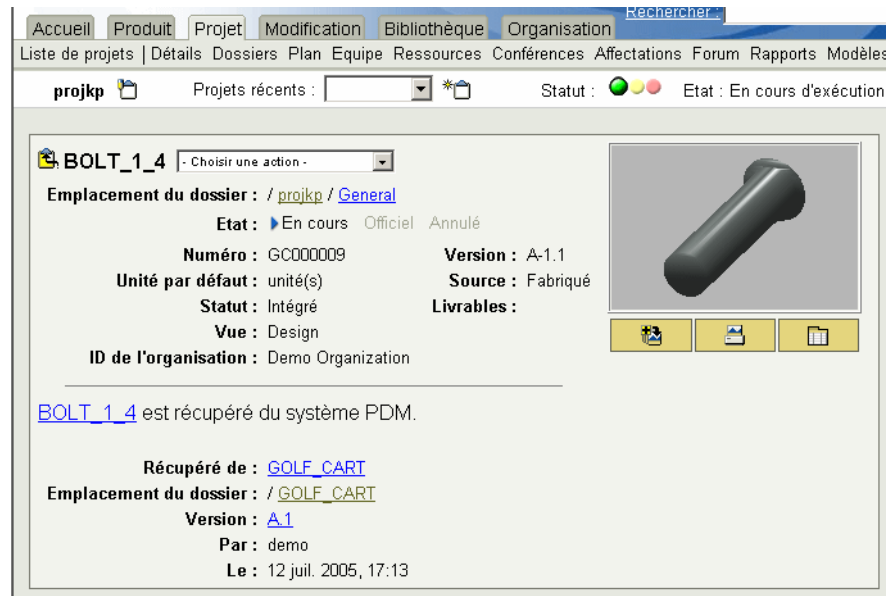 Rechercher :
Accueil Produit Projet Modification Bibliothèque Organisation
Liste de projets | Détails Dossiers Plan Equipe Ressources Conférences Affectations Forum Rapports Modèles
projkp Projets récents : Statut : Etat : En cours d'exécution
BOLT_1_4 - Choisir une action -
Emplacement du dossier : / projkp / General
Etat : En cours Officiel Annulé
Numéro : GC000009 Version : A-1.1
Unité par défaut : unité(s) Source : Fabriqué
Statut : Intégré Livrables :
Vue : Design
ID de l'organisation : Demo Organization
BOLT_1_4 est récupéré du système PDM.
Récupéré de : GOLF_CART
Emplacement du dossier : / GOLF_CART
Version : A.1
Par : demo
Le : 12 juil. 2005, 17:13